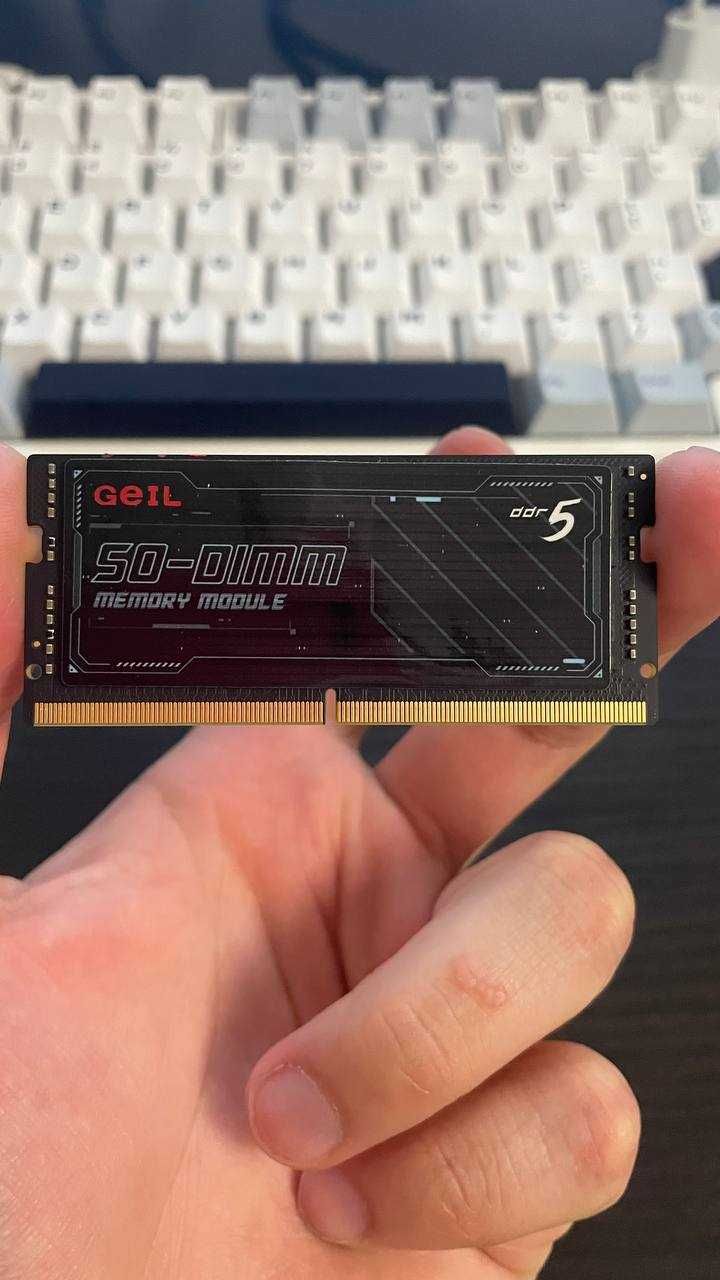 GeIL
ddr5
SO-DIMM
MEMORY MODULE